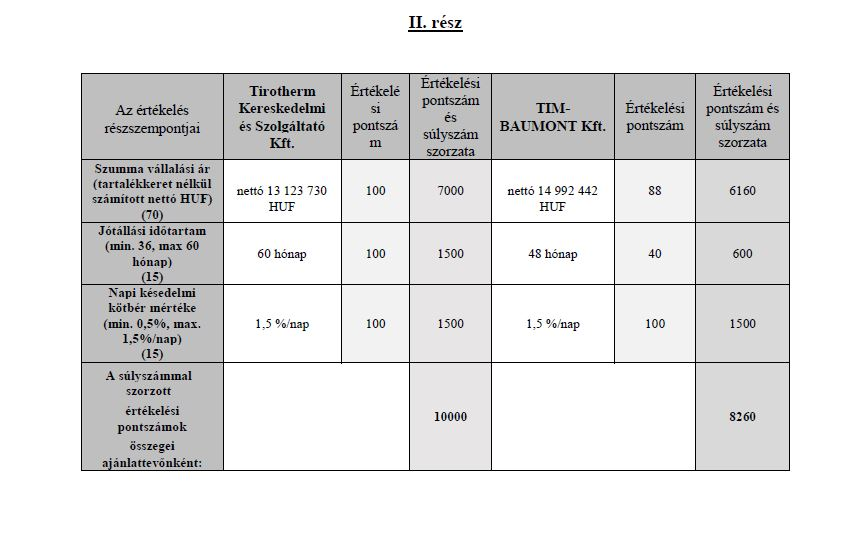 II. rész
Az értékelés
részszempontjai
Tirotherm
Kereskedelmi
és Szolgáltató
Kft.
Értékelé
si
pontszá
m
Értékelési
pontszám
és
súlyszám
szorzata
TIM-
BAUMONT Kft.
Értékelési
pontszám
Értékelési
pontszám és
súlyszám
szorzata
Szumma vállalási ár
(tartalékkeret nélkül
számított nettó HUF)
(70)
nettó 13 123 730
HUF
100
7000
nettó 14 992 442
HUF
88
6160
Jótállási időtartam
(min. 36, max 60
hónap)
(15)
60 hónap
100
1500
48 hónap
40
600
Napi késedelmi
kötbér mértéke
(min. 0,5%, max.
1,5%/nap)
(15)
1,5 %/nap
100
1500
1,5 %/nap
100
1500
A súlyszámmal
szorzott
értékelési
pontszámok
összegei
ajánlattevőnként:
10000
8260